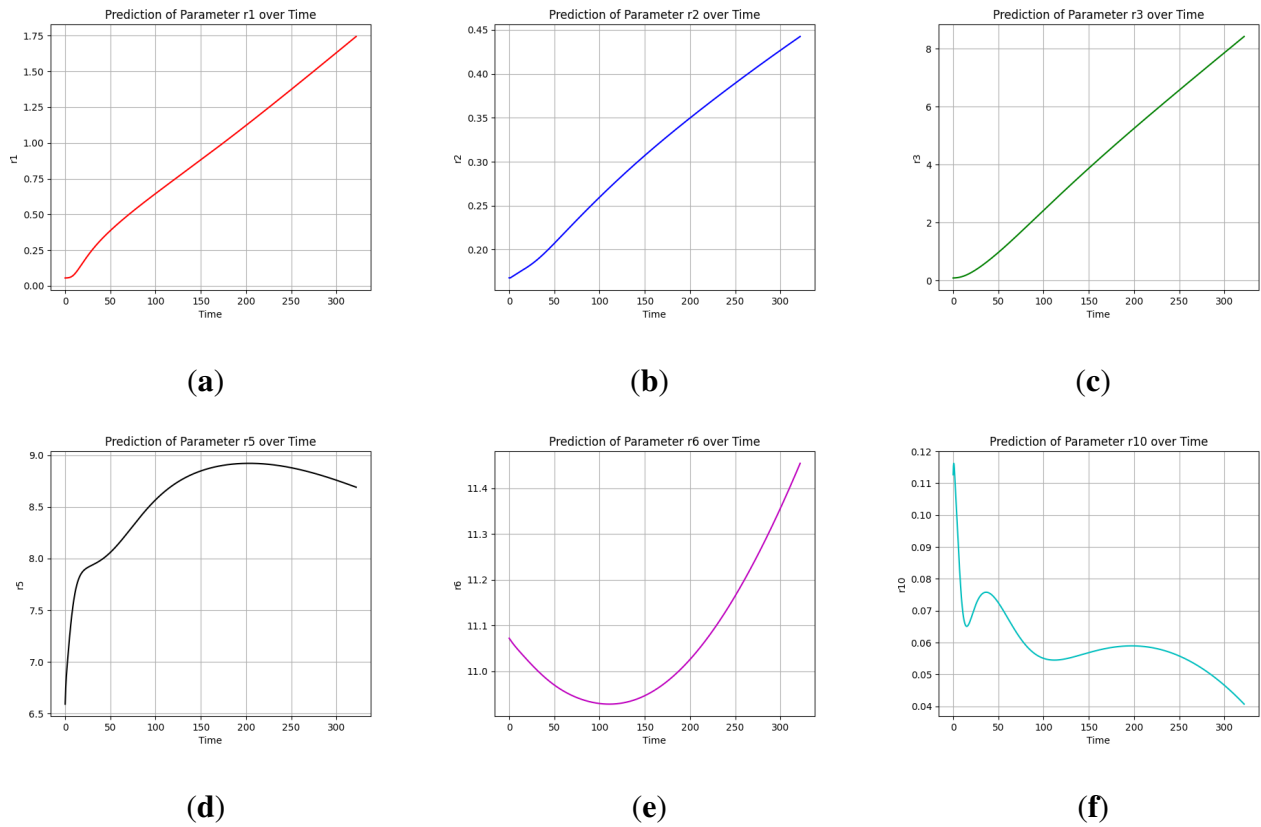 Prediction of Parameter r1 over Time
1.75
1.50
1.25
1.00
0.75
0.50
0.25
0.00
r1
0 50 100 150 200 250 300
Time
(a)
Prediction of Parameter r2 over Time
0.45
0.40
0.35
0.30
0.25
0.20
r2
0 50 100 150 200 250 300
Time
(b)
Prediction of Parameter r3 over Time
8
6
4
2
0
r3
0 50 100 150 200 250 300
Time
(c)
Prediction of Parameter r5 over Time
9.0
8.5
8.0
7.5
7.0
6.5
r5
0 50 100 150 200 250 300
Time
(d)
Prediction of Parameter r6 over Time
11.4
11.3
11.2
11.1
11.0
r6
0 50 100 150 200 250 300
Time
(e)
Prediction of Parameter r10 over Time
0.12
0.11
0.10
0.09
0.08
0.07
0.06
0.05
0.04
r10
0 50 100 150 200 250 300
Time
(f)